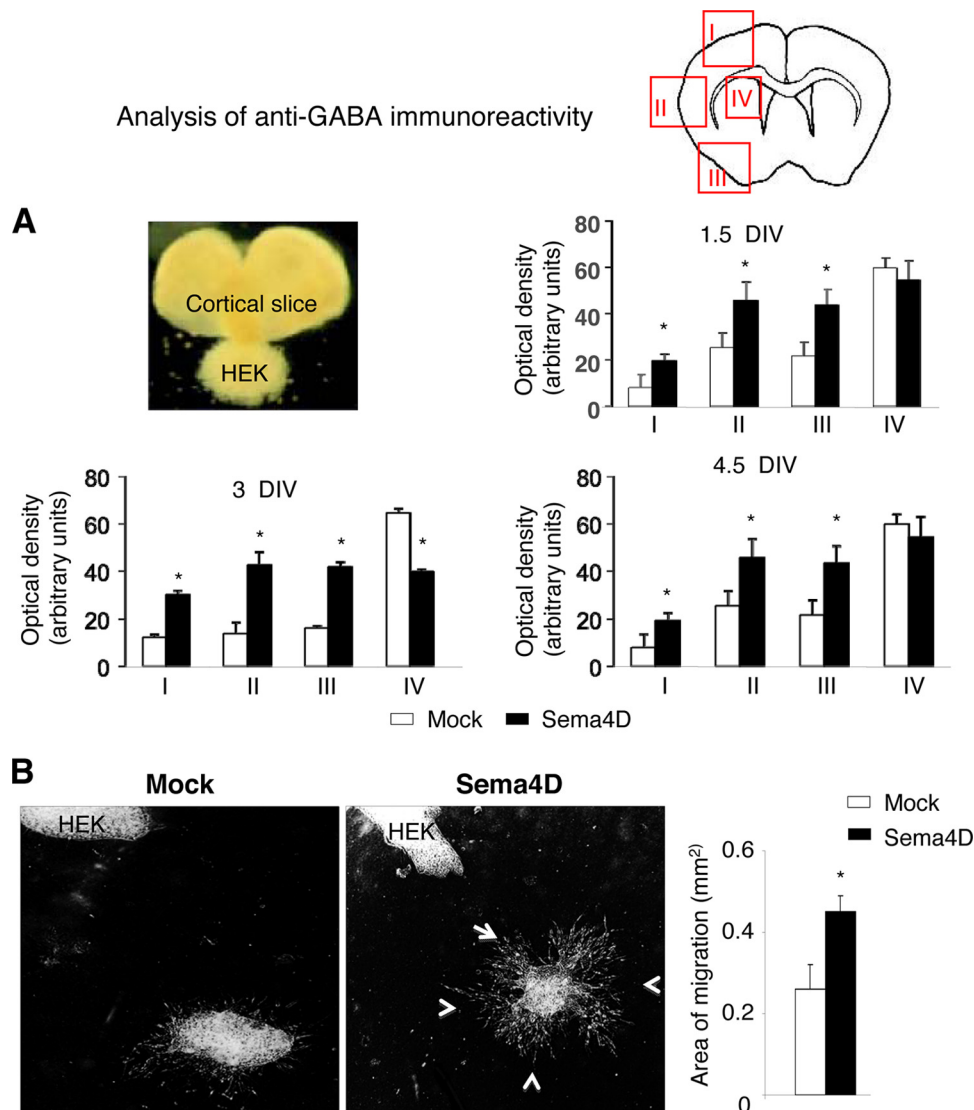 I
II
IV
III
Analysis of anti-GABA immunoreactivity
A
Cortical slice
HEK
1.5 DIV
Optical density
(arbitrary units)
80
60
40
20
0
* * *
I II III IV
3 DIV
Optical density
(arbitrary units)
80
60
40
20
0
* * * *
I II III IV
4.5 DIV
Optical density
(arbitrary units)
80
60
40
20
0
* * *
I II III IV
Mock Sema4D
B
Mock
HEK
Sema4D
HEK
Mock
Sema4D
Area of migration (mm²)
0.6
0.4
0.2
0
*